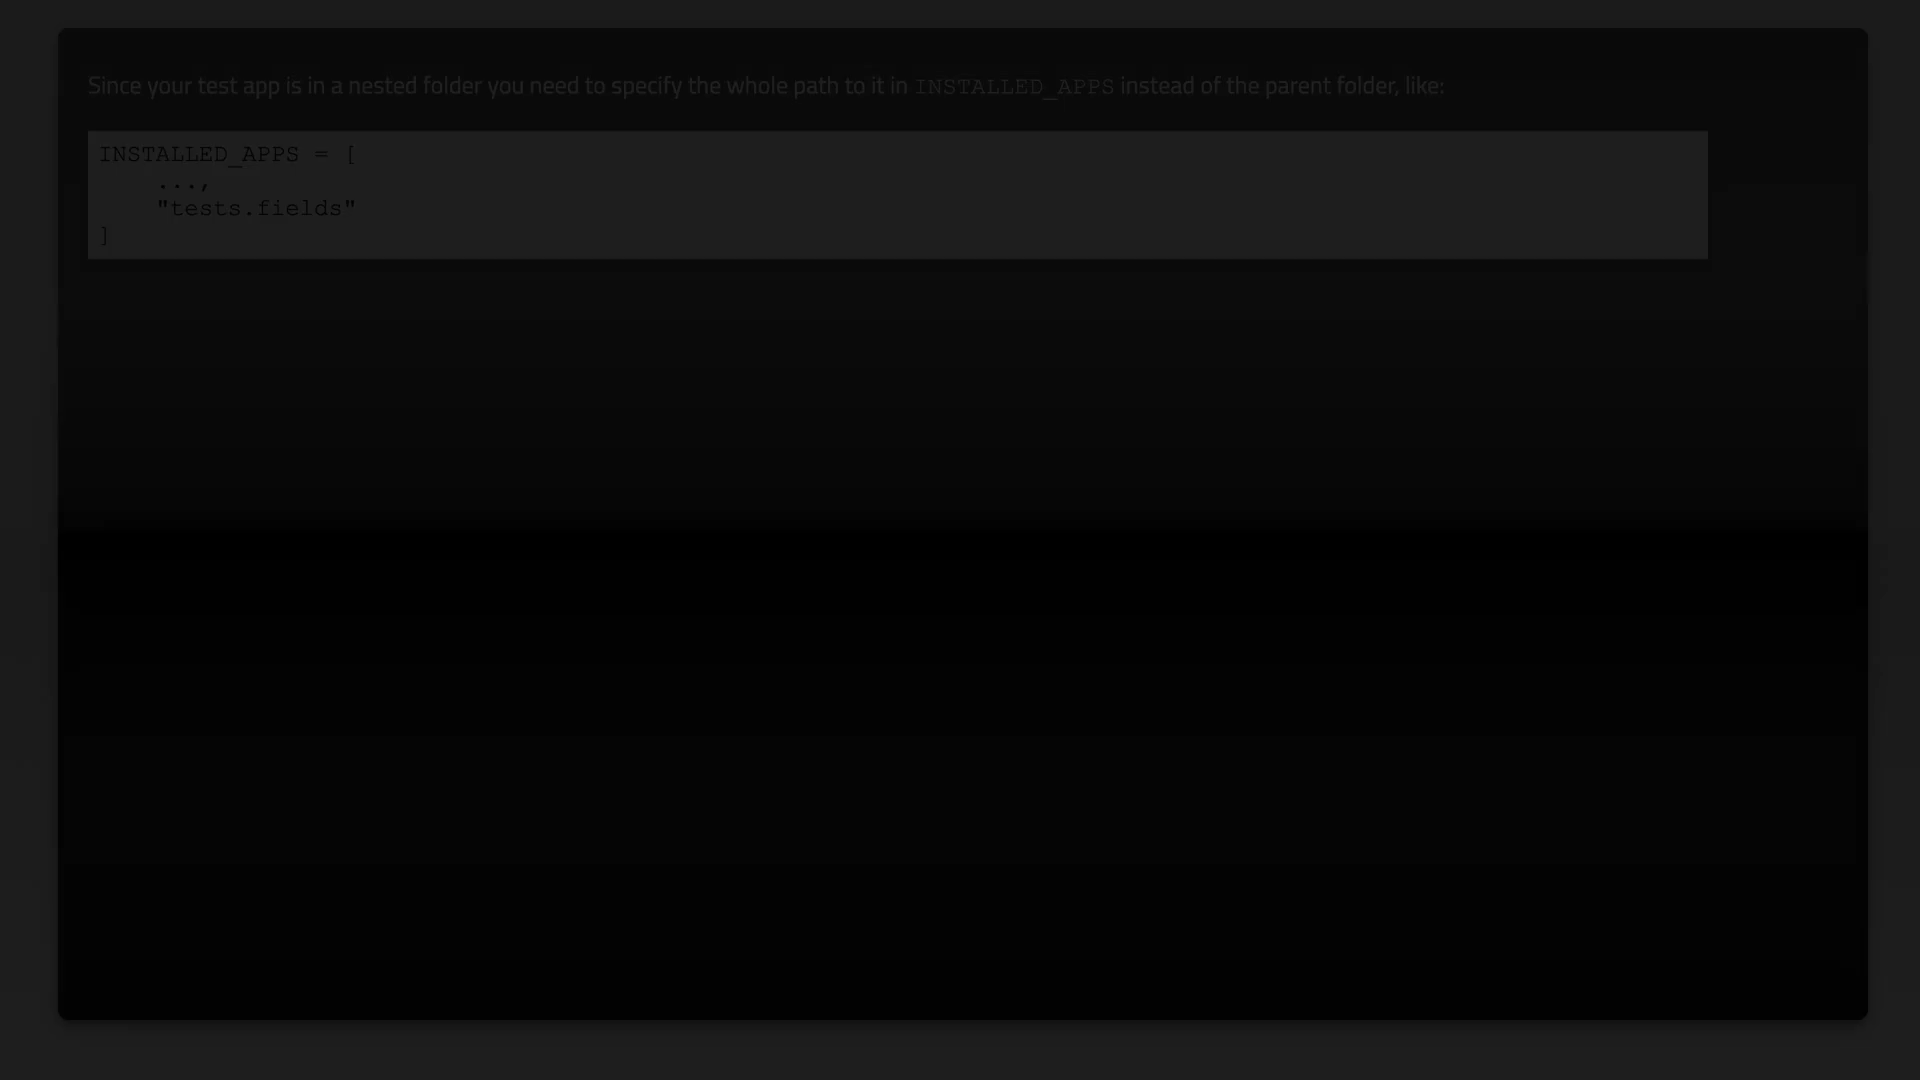 Since your test app is in a nested folder you need to specify the whole path to it in INSTALLED_APPS instead of the parent folder, like:
INSTALLED_APPS = [
    ...,
    "tests.fields"
]